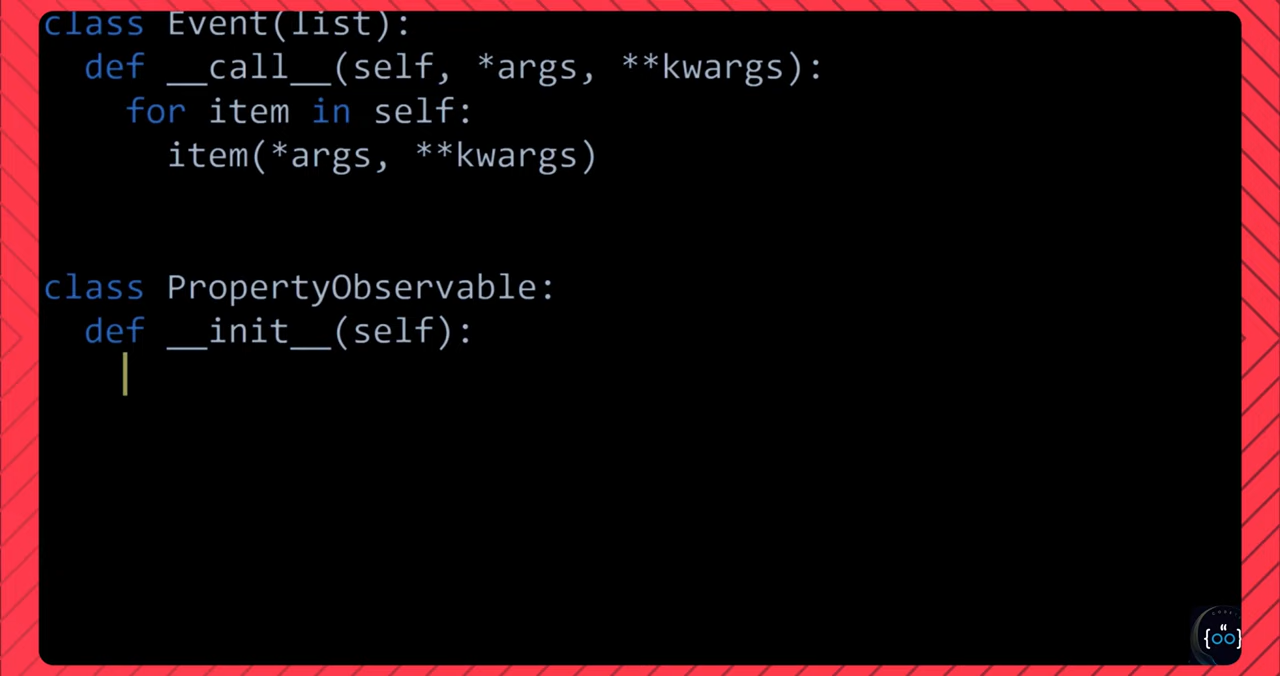 class Event(list):
  def __call__(self, *args, **kwargs):
    for item in self:
      item(*args, **kwargs)
class PropertyObservable:
  def __init__(self):
{oo}